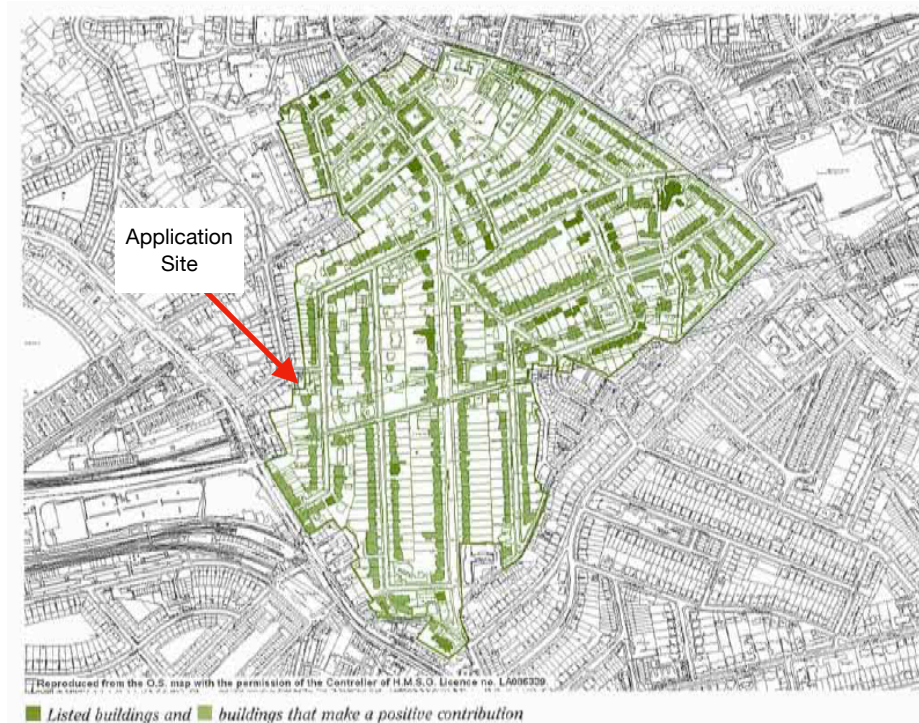 Application
Site
Reproduced from the O.S. map with the permission of the Controller of H.M.S.O. Licence no. LA086339.
Listed buildings and buildings that make a positive contribution